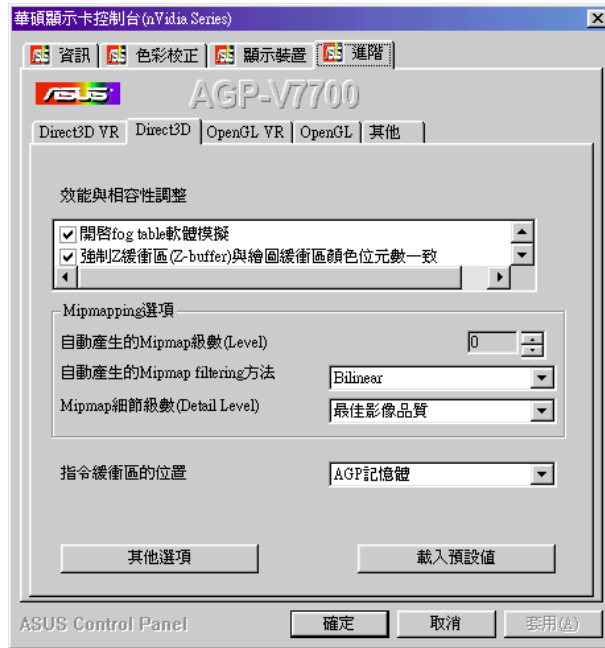 華碩顯示卡控制台(nVidia Series)
資訊 色彩校正 顯示裝置 進階
ASUS AGP-V7700
Direct3D VR Direct3D OpenGL VR OpenGL 其他
效能與相容性調整
開啟fog table軟體模擬
強制Z緩衝區(Z-buffer)與繪圖緩衝區顏色位元數一致
Mipmapping選項
自動產生的Mipmap級數(Level) 0
自動產生的Mipmap filtering方法 Bilinear
Mipmap細節級數(Detail Level) 最佳影像品質
指令緩衝區的位置 AGP記憶體
其他選項 載入預設值
ASUS Control Panel 確定 取消 套用(A)